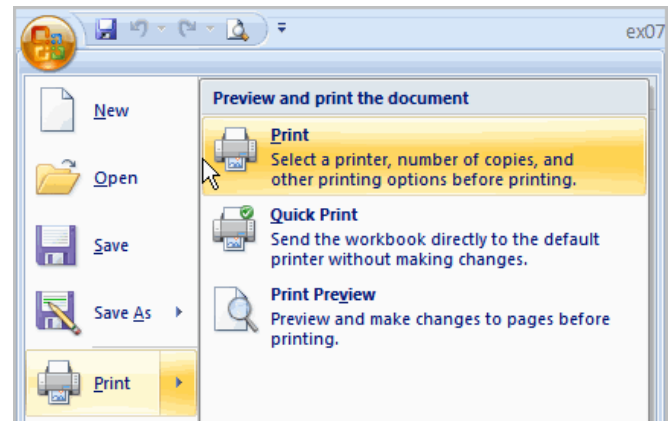 ex07
New
Open
Save
Save As
Print
Preview and print the document
Print
Select a printer, number of copies, and
other printing options before printing.
Quick Print
Send the workbook directly to the default
printer without making changes.
Print Preview
Preview and make changes to pages before
printing.